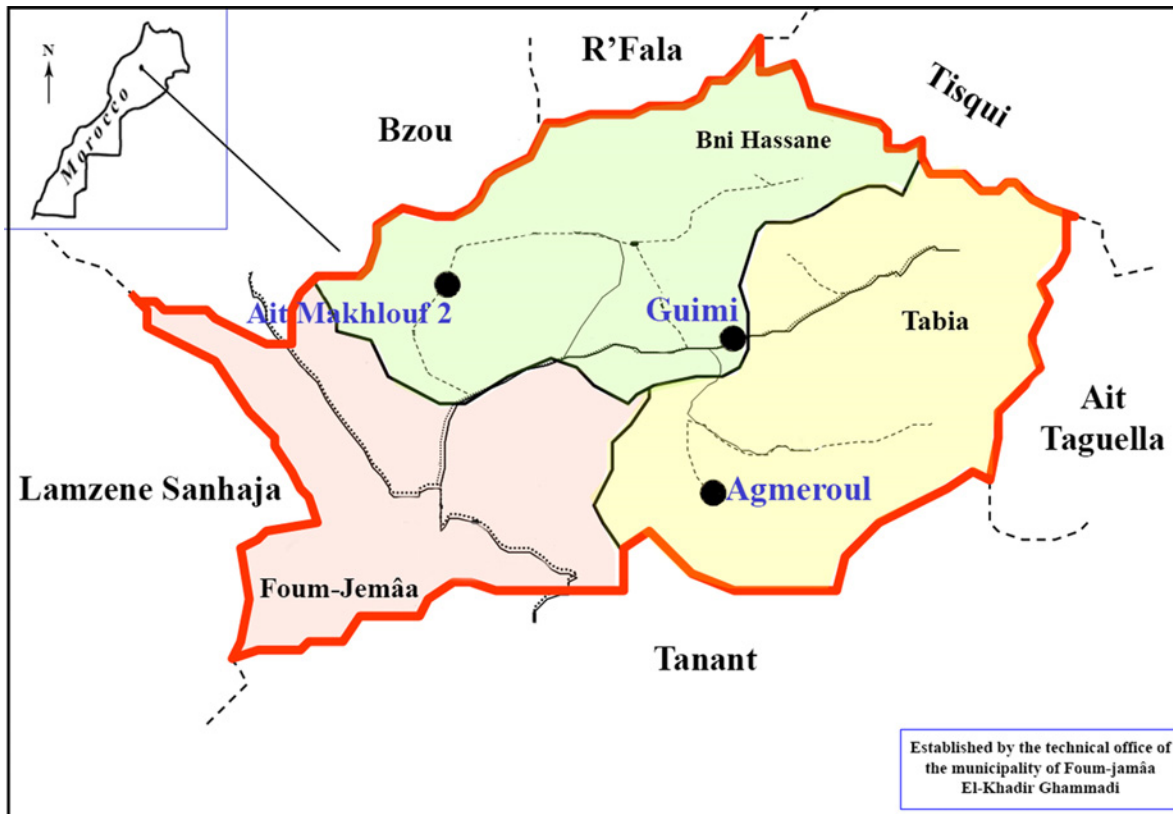 N
Morocco
R’Fala
Tisqui
Bzou
Bni Hassane
Ait Makhlouf 2
Guimi
Tabia
Ait
Taguella
Lamzene Sanhaja
Agmeroul
Foum-Jemâa
Tanant
Established by the technical office of
the municipality of Foum-jamâa
El-Khadir Ghammadi